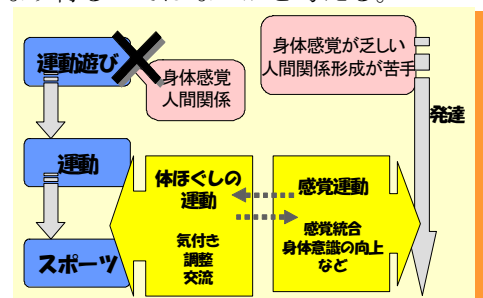 運動遊び
身体感覚
人間関係
身体感覚が乏しい
人間関係形成が苦手
発達
運動
体ほぐしの
運動
気付き
調整
交流
感覚運動
感覚統合
身体意識の向上
など
スポーツ